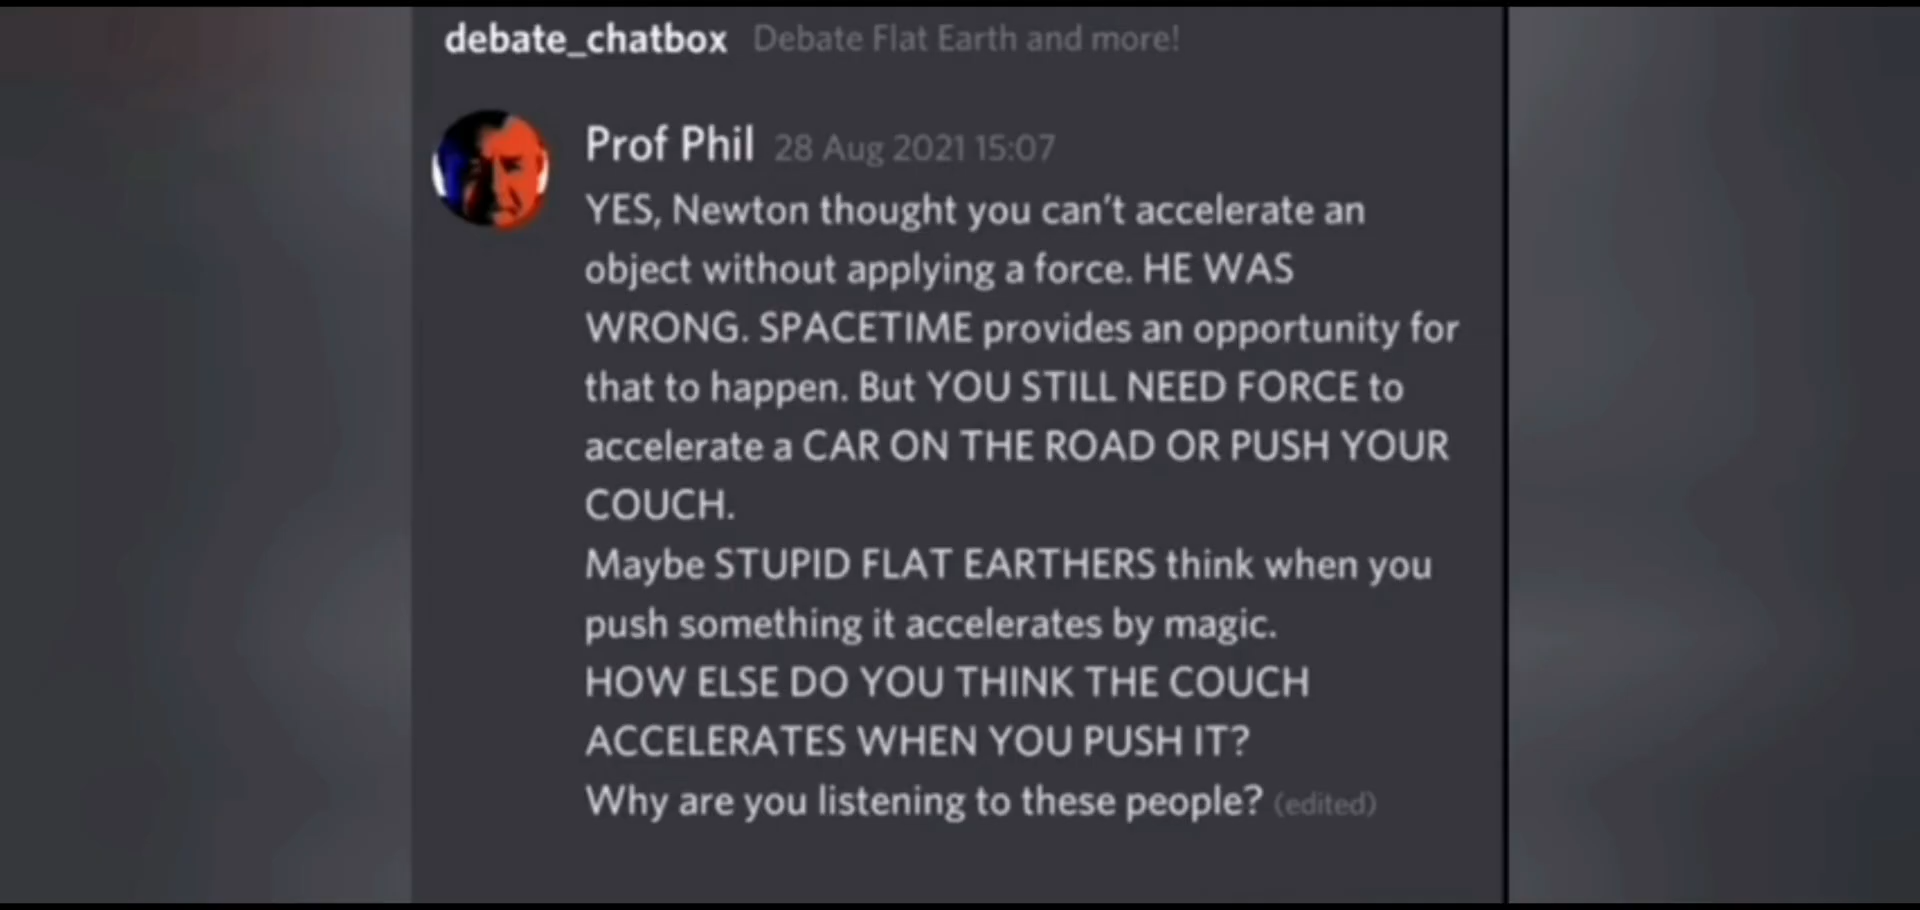 debate_chatbox Debate Flat Earth and more!
Prof Phil 28 Aug 2021 15:07
YES, Newton thought you can't accelerate an
object without applying a force. HE WAS
WRONG. SPACETIME provides an opportunity for
that to happen. But YOU STILL NEED FORCE to
accelerate a CAR ON THE ROAD OR PUSH YOUR
COUCH.
Maybe STUPID FLAT EARTHERS think when you
push something it accelerates by magic.
HOW ELSE DO YOU THINK THE COUCH
ACCELERATES WHEN YOU PUSH IT?
Why are you listening to these people? (edited)